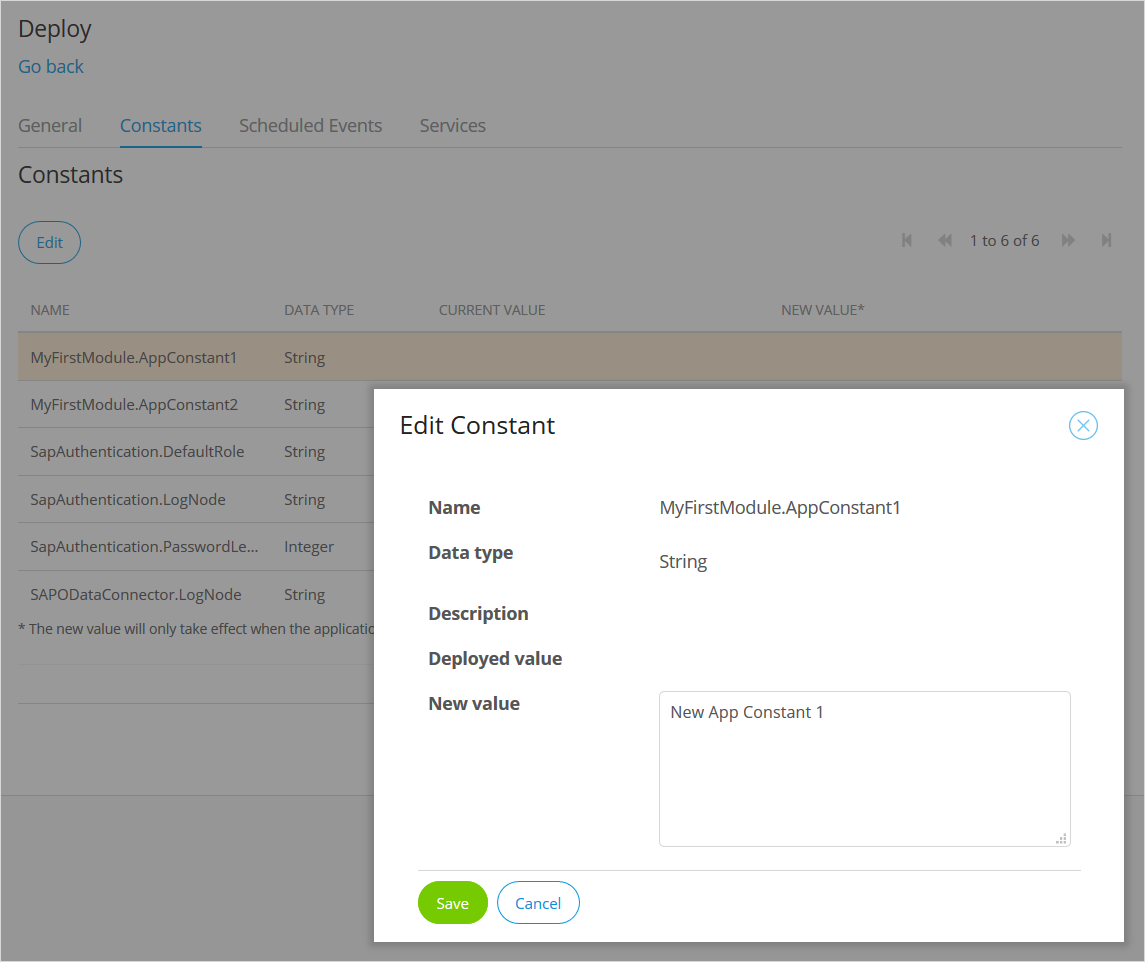 Deploy
Go back
General Constants Scheduled Events Services
Constants
Edit 1 to 6 of 6
NAME DATA TYPE CURRENT VALUE NEW VALUE*
MyFirstModule.AppConstant1 String
MyFirstModule.AppConstant2 String
SapAuthentication.DefaultRole String
SapAuthentication.LogNode String
SapAuthentication.PasswordLe... Integer
SAPODataConnector.LogNode String
* The new value will only take effect when the applicatio
Edit Constant
Name MyFirstModule.AppConstant1
Data type String
Description
Deployed value
New value New App Constant 1
Save Cancel